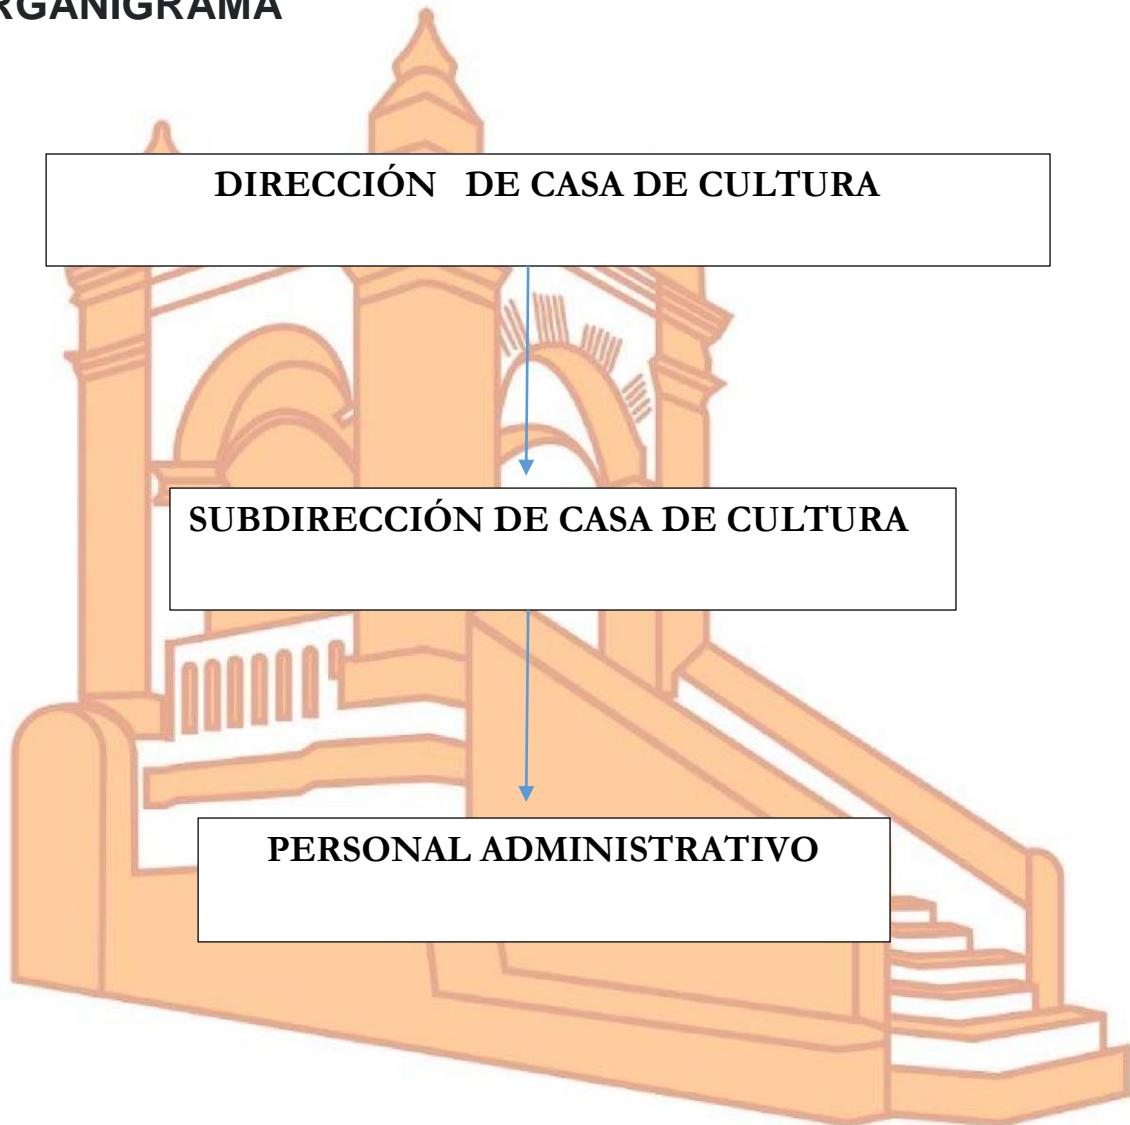 RGANIGRAMA
DIRECCIÓN DE CASA DE CULTURA
SUBDIRECCIÓN DE CASA DE CULTURA
PERSONAL ADMINISTRATIVO